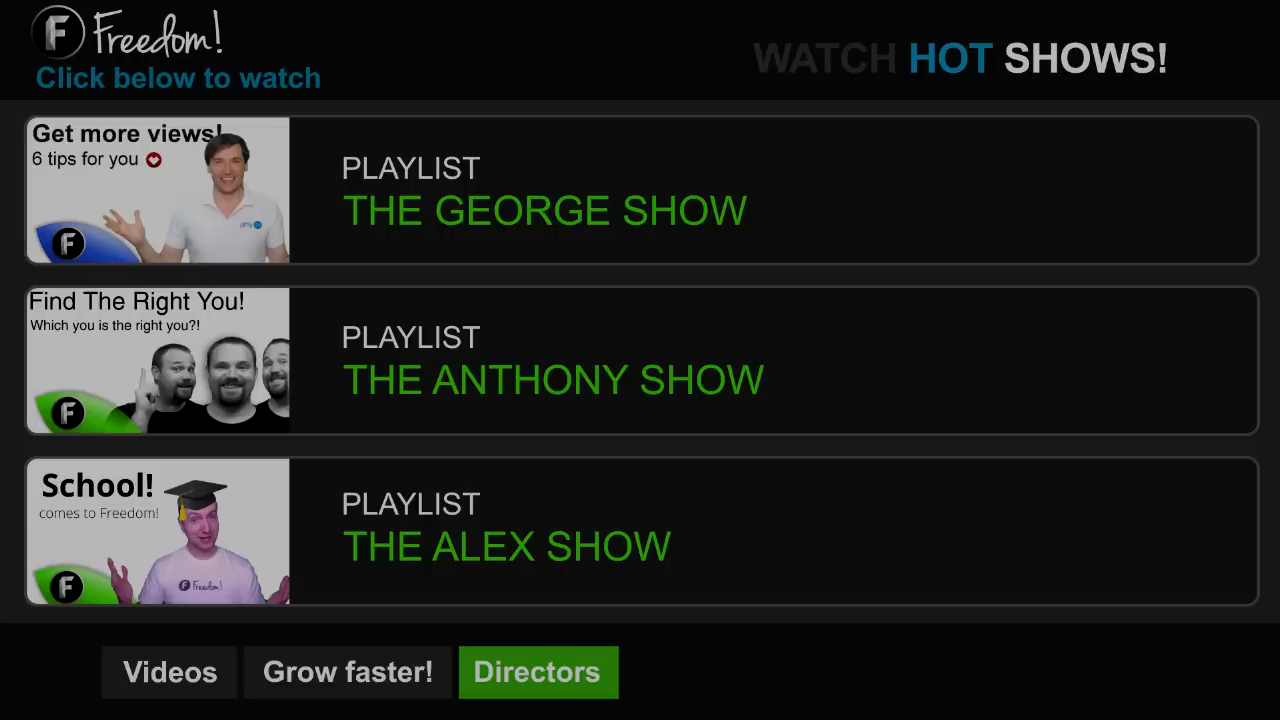 F Freedom!
Click below to watch
WATCH HOT SHOWS!
Get more views!
6 tips for you
any
F
PLAYLIST
THE GEORGE SHOW
Find The Right You!
Which you is the right you?!
F
PLAYLIST
THE ANTHONY SHOW
School!
comes to Freedom!
F Freedom!
F
PLAYLIST
THE ALEX SHOW
Videos
Grow faster!
Directors